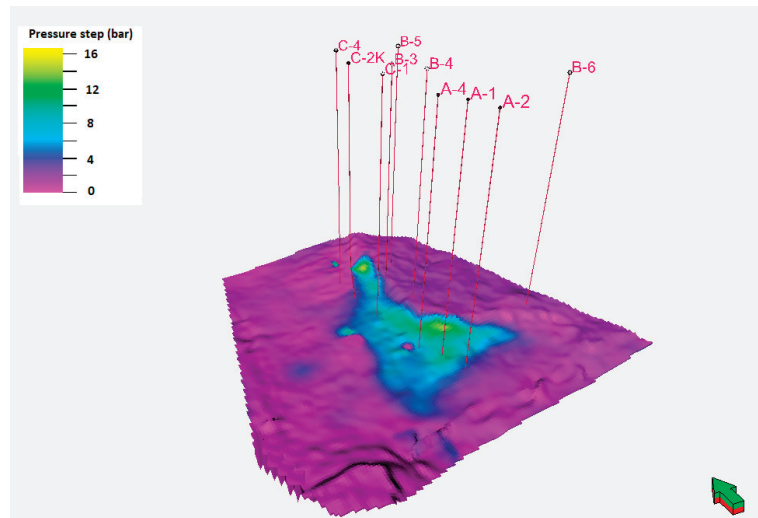 Pressure step (bar)
16
12
8
4
0
C-4
B-5
C-2K
B-3
C-1
B-4
B-6
A-4
A-1
A-2